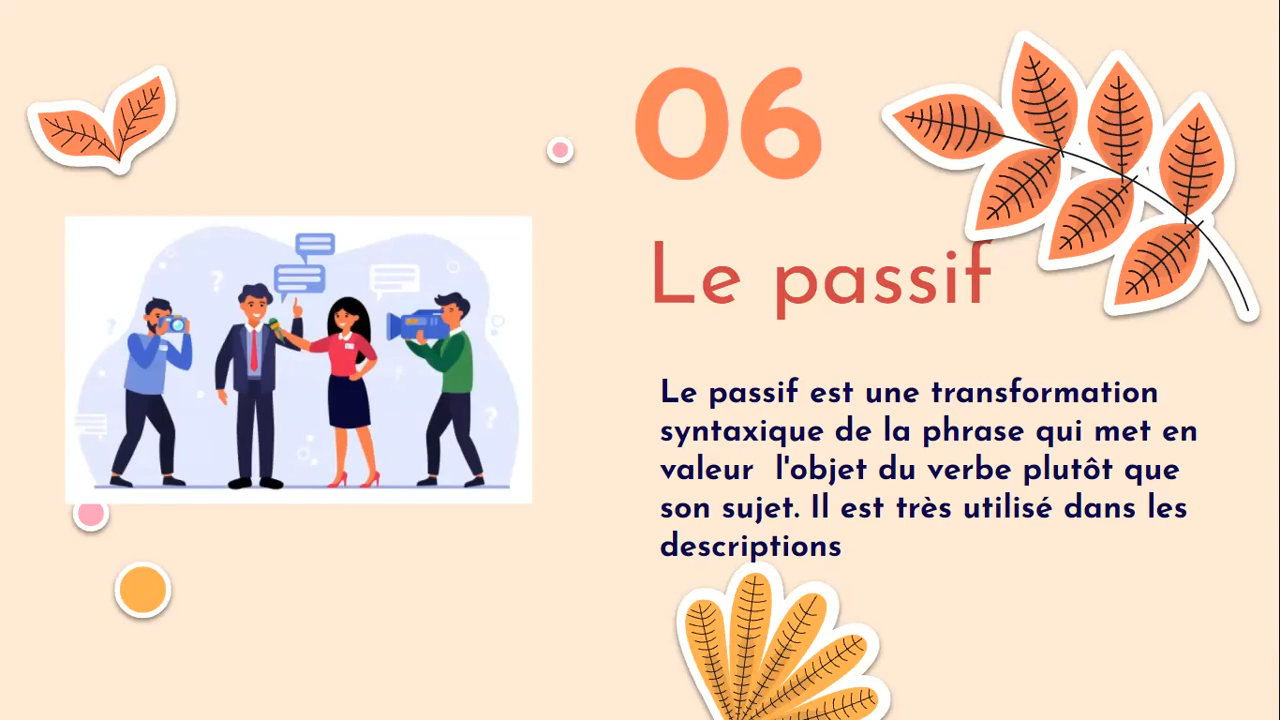 06
Le passif
Le passif est une transformation
syntaxique de la phrase qui met en
valeur  l'objet du verbe plutôt que
son sujet. Il est très utilisé dans les
descriptions